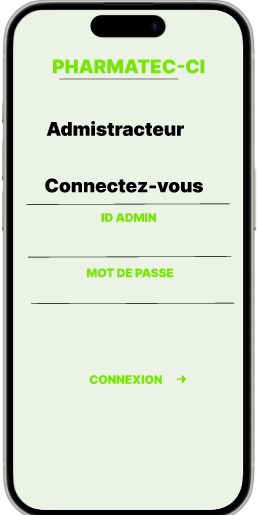 PHARMATEC-CI
Admistracteur
Connectez-vous
ID ADMIN
MOT DE PASSE
CONNEXION →